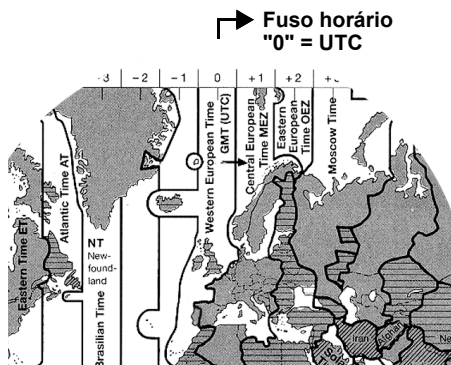 Fuso horário
"0" = UTC
-3 -2 -1 0 +1 +2
Eastern Time ET
Atlantic Time AT
NT
New-
found-
land
Brasilian Time
Western European Time
GMT (UTC)
Central European
Time MEZ
Eastern
European
Time OEZ
Moscow Time
Iran
Afghan